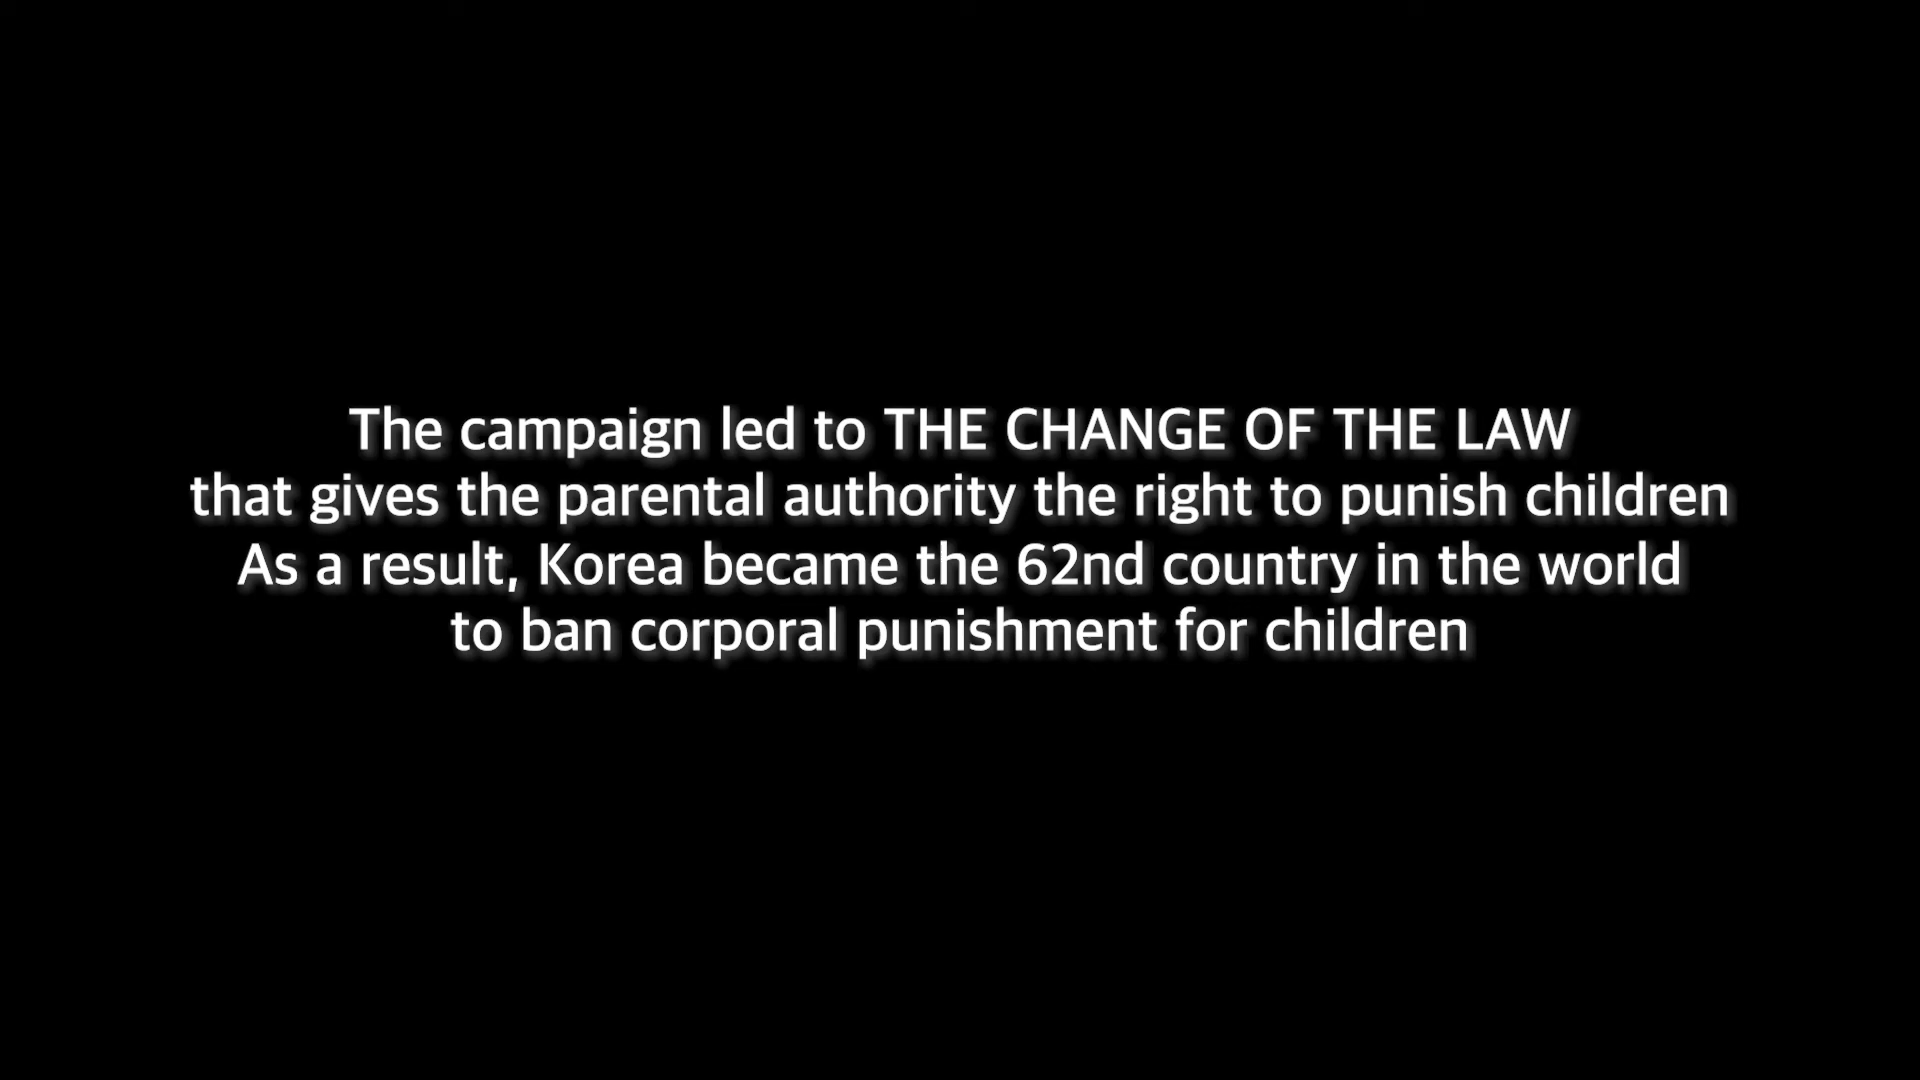 The campaign led to THE CHANGE OF THE LAW
that gives the parental authority the right to punish children
As a result, Korea became the 62nd country in the world
to ban corporal punishment for children